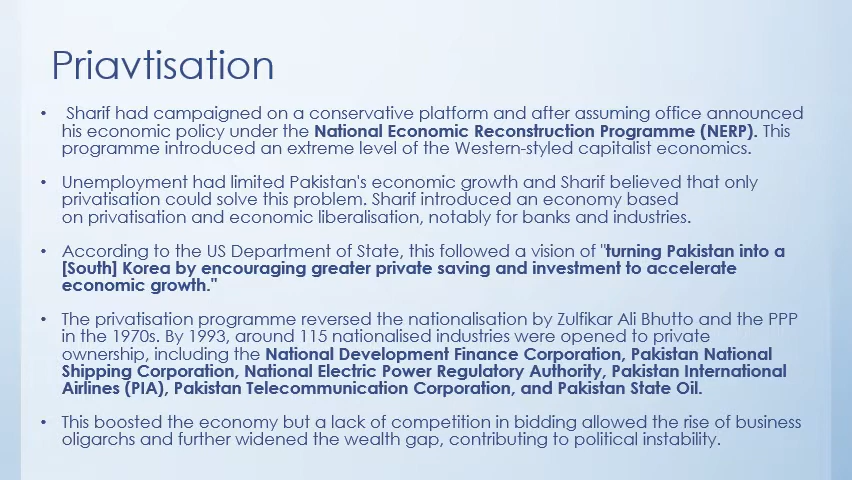 Priavtisation
• Sharif had campaigned on a conservative platform and after assuming office announced
his economic policy under the National Economic Reconstruction Programme (NERP). This
programme introduced an extreme level of the Western-styled capitalist economics.
• Unemployment had limited Pakistan's economic growth and Sharif believed that only
privatisation could solve this problem. Sharif introduced an economy based
on privatisation and economic liberalisation, notably for banks and industries.
• According to the US Department of State, this followed a vision of "turning Pakistan into a
[South] Korea by encouraging greater private saving and investment to accelerate
economic growth."
• The privatisation programme reversed the nationalisation by Zulfikar Ali Bhutto and the PPP
in the 1970s. By 1993, around 115 nationalised industries were opened to private
ownership, including the National Development Finance Corporation, Pakistan National
Shipping Corporation, National Electric Power Regulatory Authority, Pakistan International
Airlines (PIA), Pakistan Telecommunication Corporation, and Pakistan State Oil.
• This boosted the economy but a lack of competition in bidding allowed the rise of business
oligarchs and further widened the wealth gap, contributing to political instability.